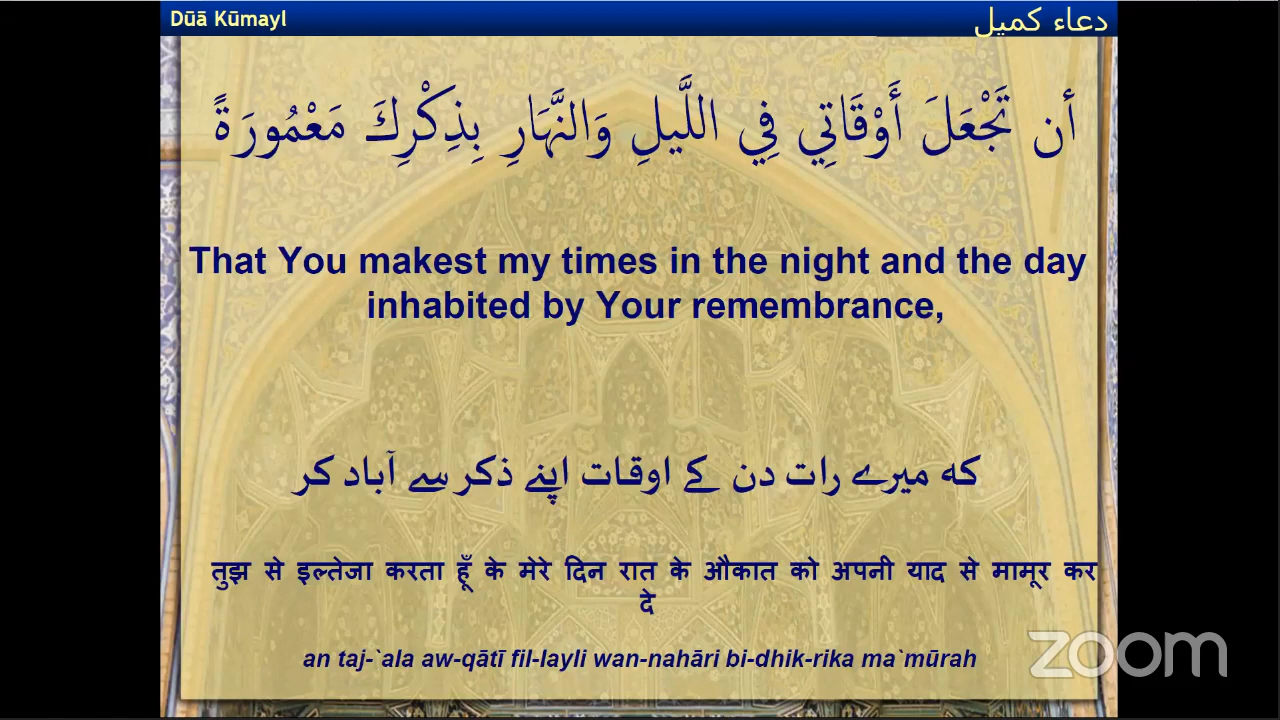 Dūā Kūmayl
دعاء كميل
أن تَجْعَلَ أَوْقَاتِي فِي اللَّيلِ وَالنَّهَارِ بِذِكْرِكَ مَعْمُورَةً
That You makest my times in the night and the day
inhabited by Your remembrance,
که میرے رات دن کے اوقات اپنے ذکر سے آباد کر
तुझ से इल्तेजा करता हूँ के मेरे दिन रात के औकात को अपनी याद से मामूर कर
दे
an taj-`ala aw-qātī fil-layli wan-nahāri bi-dhik-rika ma`mūrah
zoom